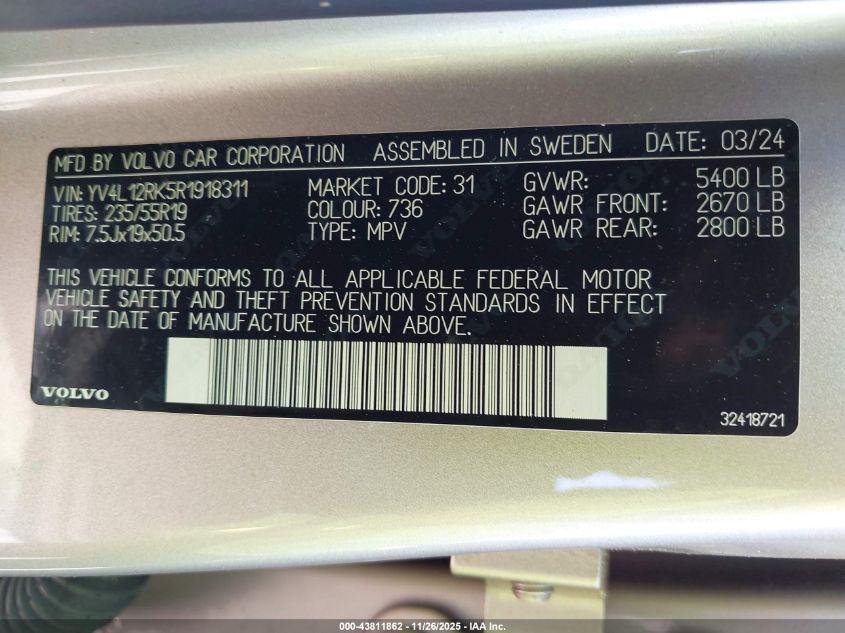 MFD BY VOLVO CAR CORPORATION ASSEMBLED IN SWEDEN DATE: 03/24
VIN: YV4L12RK5R1918311 MARKET CODE: 31 GVWR: 5400 LB
TIRES: 235/55R19 COLOUR: 736 GAWR FRONT: 2670 LB
RIM: 7.5Jx19x50.5 TYPE: MPV GAWR REAR: 2800 LB
THIS VEHICLE CONFORMS TO ALL APPLICABLE FEDERAL MOTOR
VEHICLE SAFETY AND THEFT PREVENTION STANDARDS IN EFFECT
ON THE DATE OF MANUFACTURE SHOWN ABOVE.
VOLVO
32418721
000-43811862 - 11/26/2025 - IAA Inc.